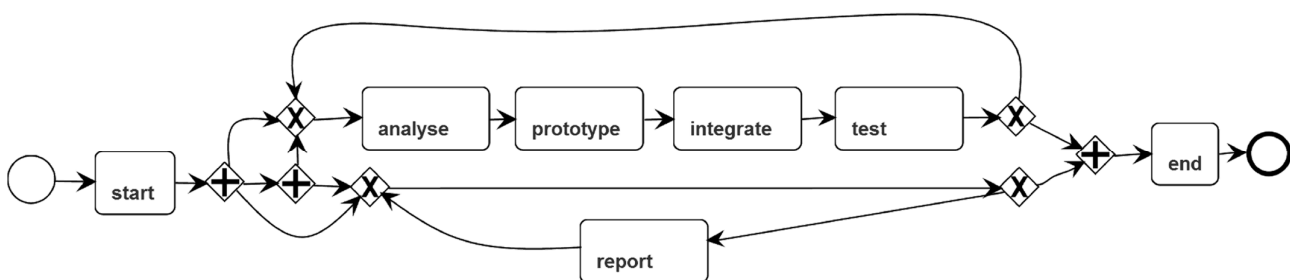 analyse
prototype
integrate
test
start
end
report